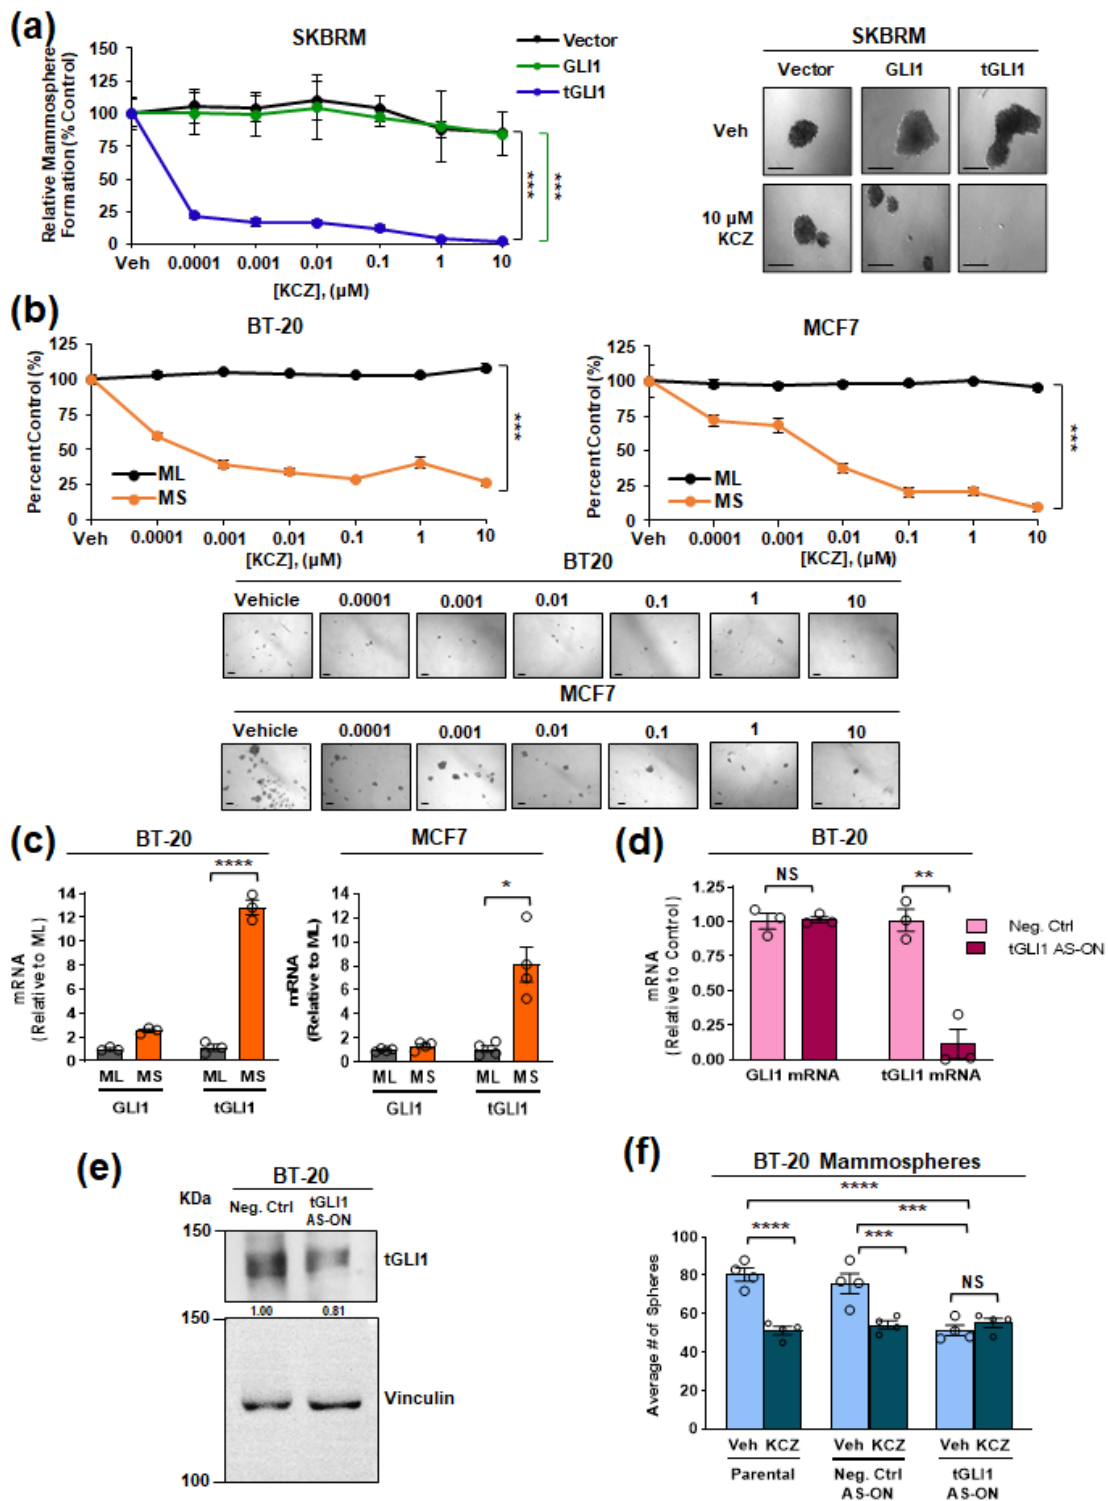 (a)
SKBRM
Relative Mammosphere
Formation (% Control)
150
125
100
75
50
25
0
Veh 0.0001 0.001 0.01 0.1 1 10
[KCZ], (µM)
Vector
GLI1
tGLI1
***
***
SKBRM
Vector GLI1 tGLI1
Veh
10 µM
KCZ
(b)
BT-20
Percent Control (%)
125
100
75
50
25
0
ML
MS
***
Veh 0.0001 0.001 0.01 0.1 1 10
[KCZ], (µM)
MCF7
Percent Control (%)
125
100
75
50
25
0
ML
MS
***
Veh 0.0001 0.001 0.01 0.1 1 10
[KCZ], (µM)
BT20
Vehicle 0.0001 0.001 0.01 0.1 1 10
MCF7
Vehicle 0.0001 0.001 0.01 0.1 1 10
(c)
BT-20
mRNA
(Relative to ML)
14
12
10
8
6
4
2
0
****
ML MS ML MS
GLI1 tGLI1
MCF7
mRNA
(Relative to ML)
14
12
10
8
6
4
2
0
*
ML MS ML MS
GLI1 tGLI1
(d)
BT-20
mRNA
(Relative to Control)
1.25
1.00
0.75
0.50
0.25
0.00
NS
**
GLI1 mRNA tGLI1 mRNA
Neg. Ctrl
tGLI1 AS-ON
(e)
BT-20
KDa
Neg. Ctrl tGLI1
AS-ON
150
tGLI1
1.00 0.81
150
Vinculin
100
(f)
BT-20 Mammospheres
****
***
****
***
NS
Average # of Spheres
100
80
60
40
20
0
Veh KCZ Veh KCZ Veh KCZ
Parental Neg. Ctrl tGLI1
AS-ON AS-ON